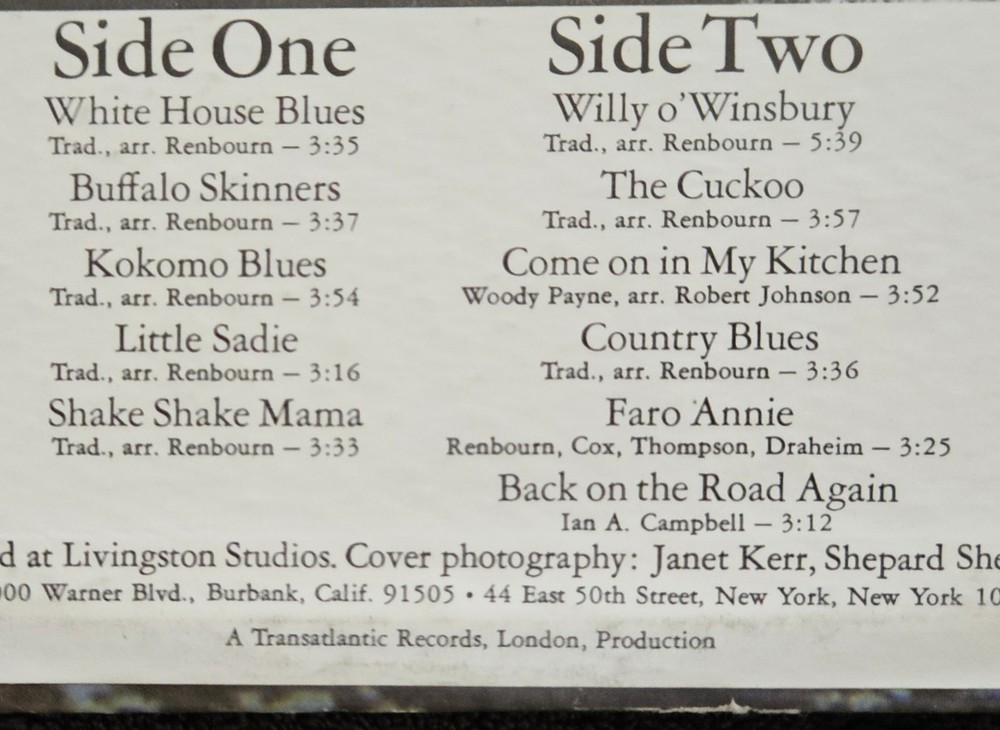 Side One
White House Blues
Trad., arr. Renbourn — 3:35
Buffalo Skinners
Trad., arr. Renbourn — 3:37
Kokomo Blues
Trad., arr. Renbourn — 3:54
Little Sadie
Trad., arr. Renbourn — 3:16
Shake Shake Mama
Trad., arr. Renbourn — 3:33
Side Two
Willy o'Winsbury
Trad., arr. Renbourn — 5:39
The Cuckoo
Trad., arr. Renbourn — 3:57
Come on in My Kitchen
Woody Payne, arr. Robert Johnson — 3:52
Country Blues
Trad., arr. Renbourn — 3:36
Faro Annie
Renbourn, Cox, Thompson, Draheim — 3:25
Back on the Road Again
Ian A. Campbell — 3:12
d at Livingston Studios. Cover photography: Janet Kerr, Shepard She
00 Warner Blvd., Burbank, Calif. 91505 • 44 East 50th Street, New York, New York 10
A Transatlantic Records, London, Production